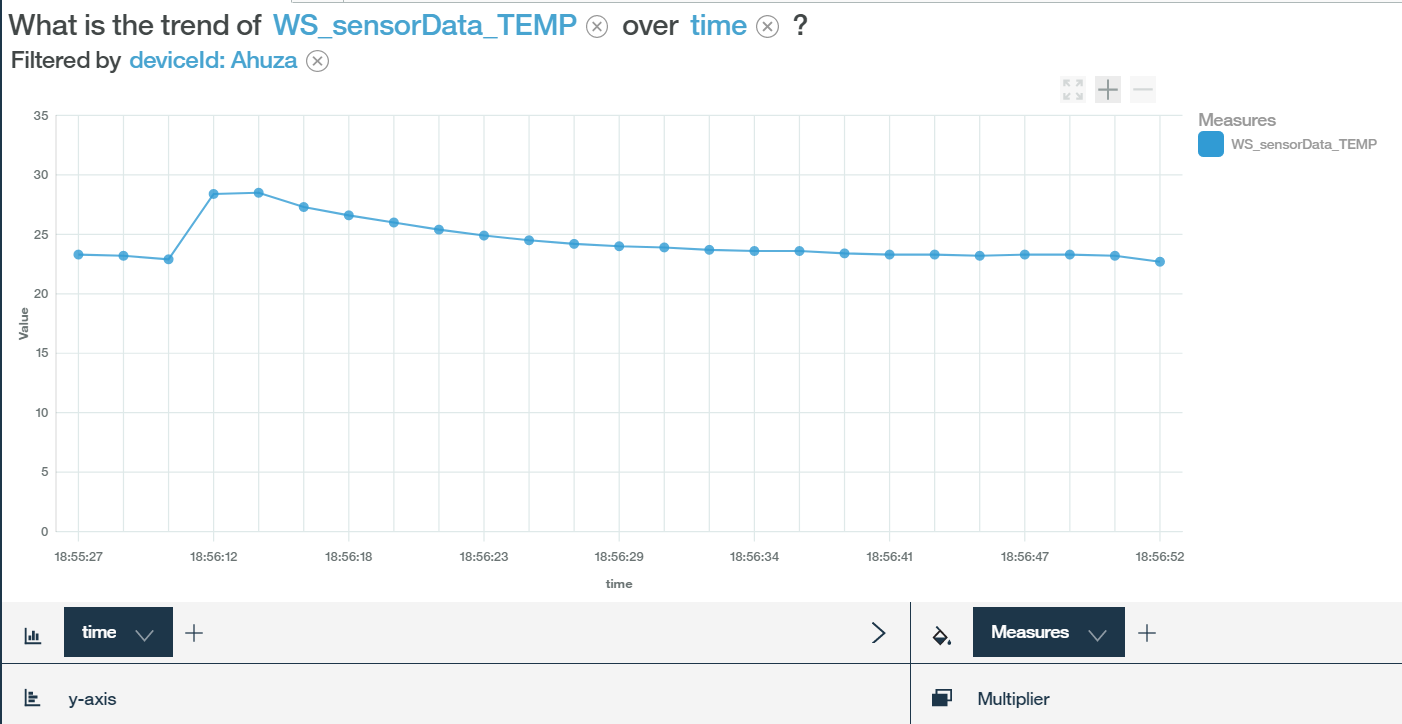 What is the trend of WS_sensorData_TEMP over time ?
Filtered by deviceId: Ahuza
Measures
WS_sensorData_TEMP
35
30
25
20
15
10
5
0
Value
18:55:27 18:56:12 18:56:18 18:56:23 18:56:29 18:56:34 18:56:41 18:56:47 18:56:52
time
time
Measures
y-axis
Multiplier